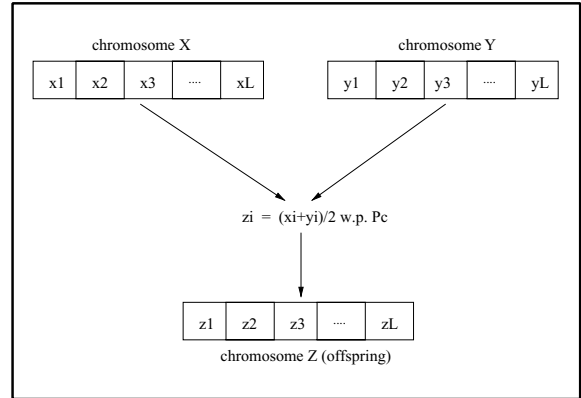 chromosome X
chromosome Y
x1 x2 x3 .... xL
y1 y2 y3 .... yL
zi = (xi+yi)/2 w.p. Pc
z1 z2 z3 .... zL
chromosome Z (offspring)